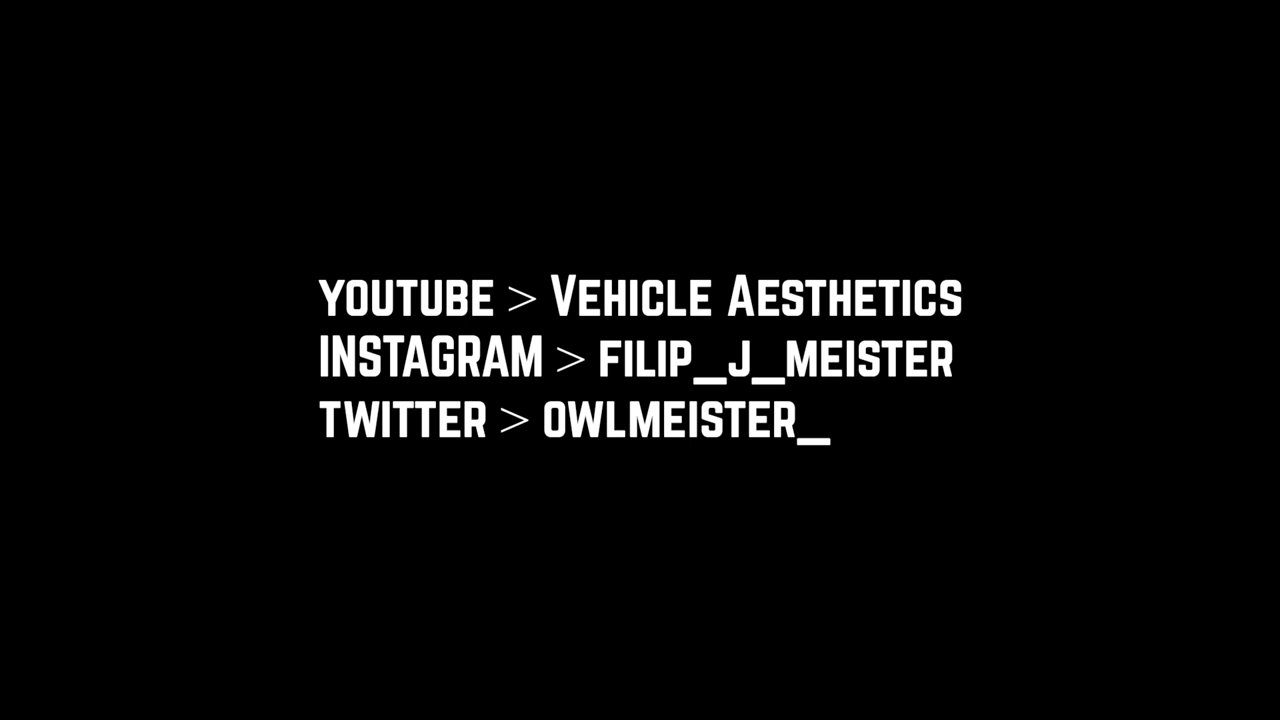 youtube > Vehicle Aesthetics
INSTAGRAM > filip_j_meister
twitter > owlmeister_